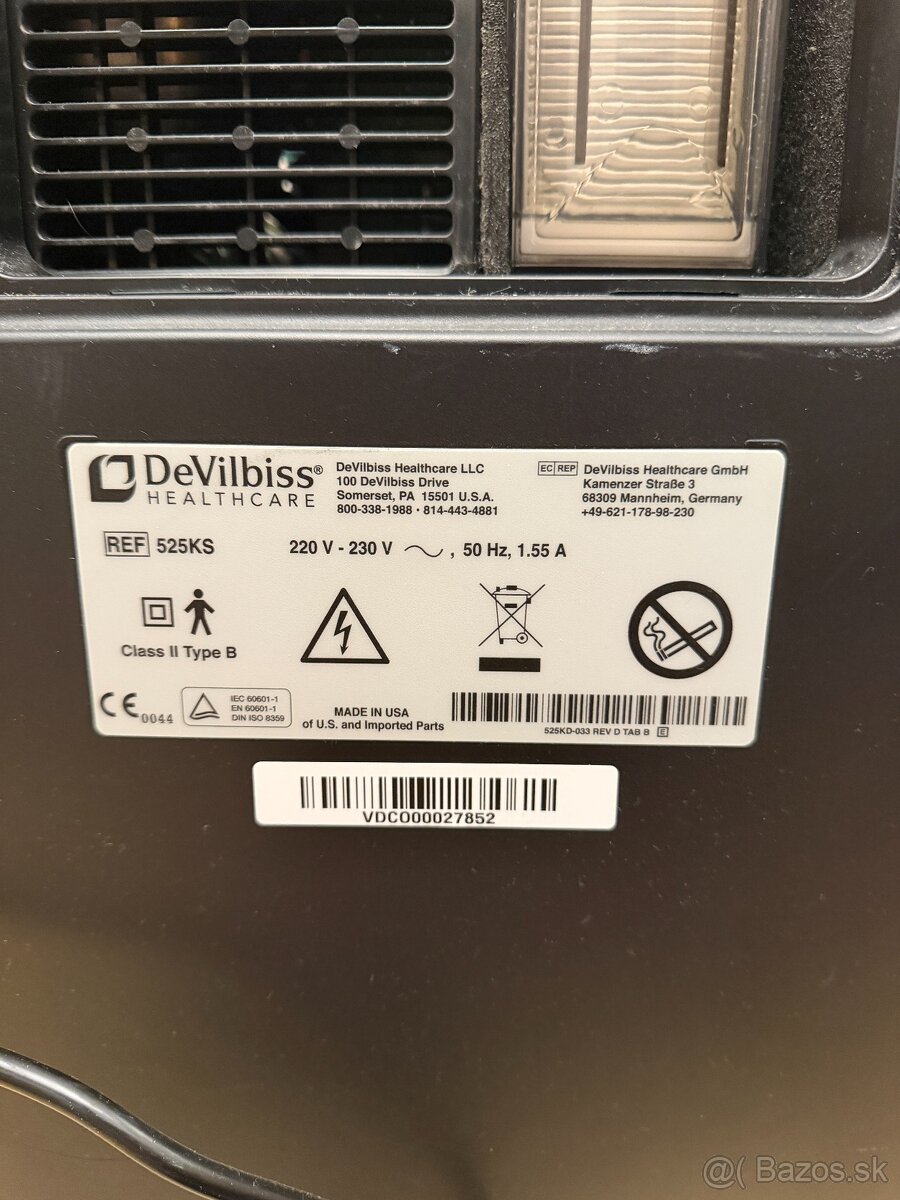 DeVilbiss®
HEALTHCARE
DeVilbiss Healthcare LLC
100 DeVilbiss Drive
Somerset, PA 15501 U.S.A.
800-338-1988 • 814-443-4881
EC REP DeVilbiss Healthcare GmbH
Kamenzer Straße 3
68309 Mannheim, Germany
+49-621-178-98-230
REF 525KS
220 V - 230 V , 50 Hz, 1.55 A
Class II Type B
CE 0044
IEC 60601-1
EN 60601-1
DIN ISO 8359
MADE IN USA
of U.S. and Imported Parts
525KD-033 REV D TAB B E
VDCO00027852
@( Bazos.sk